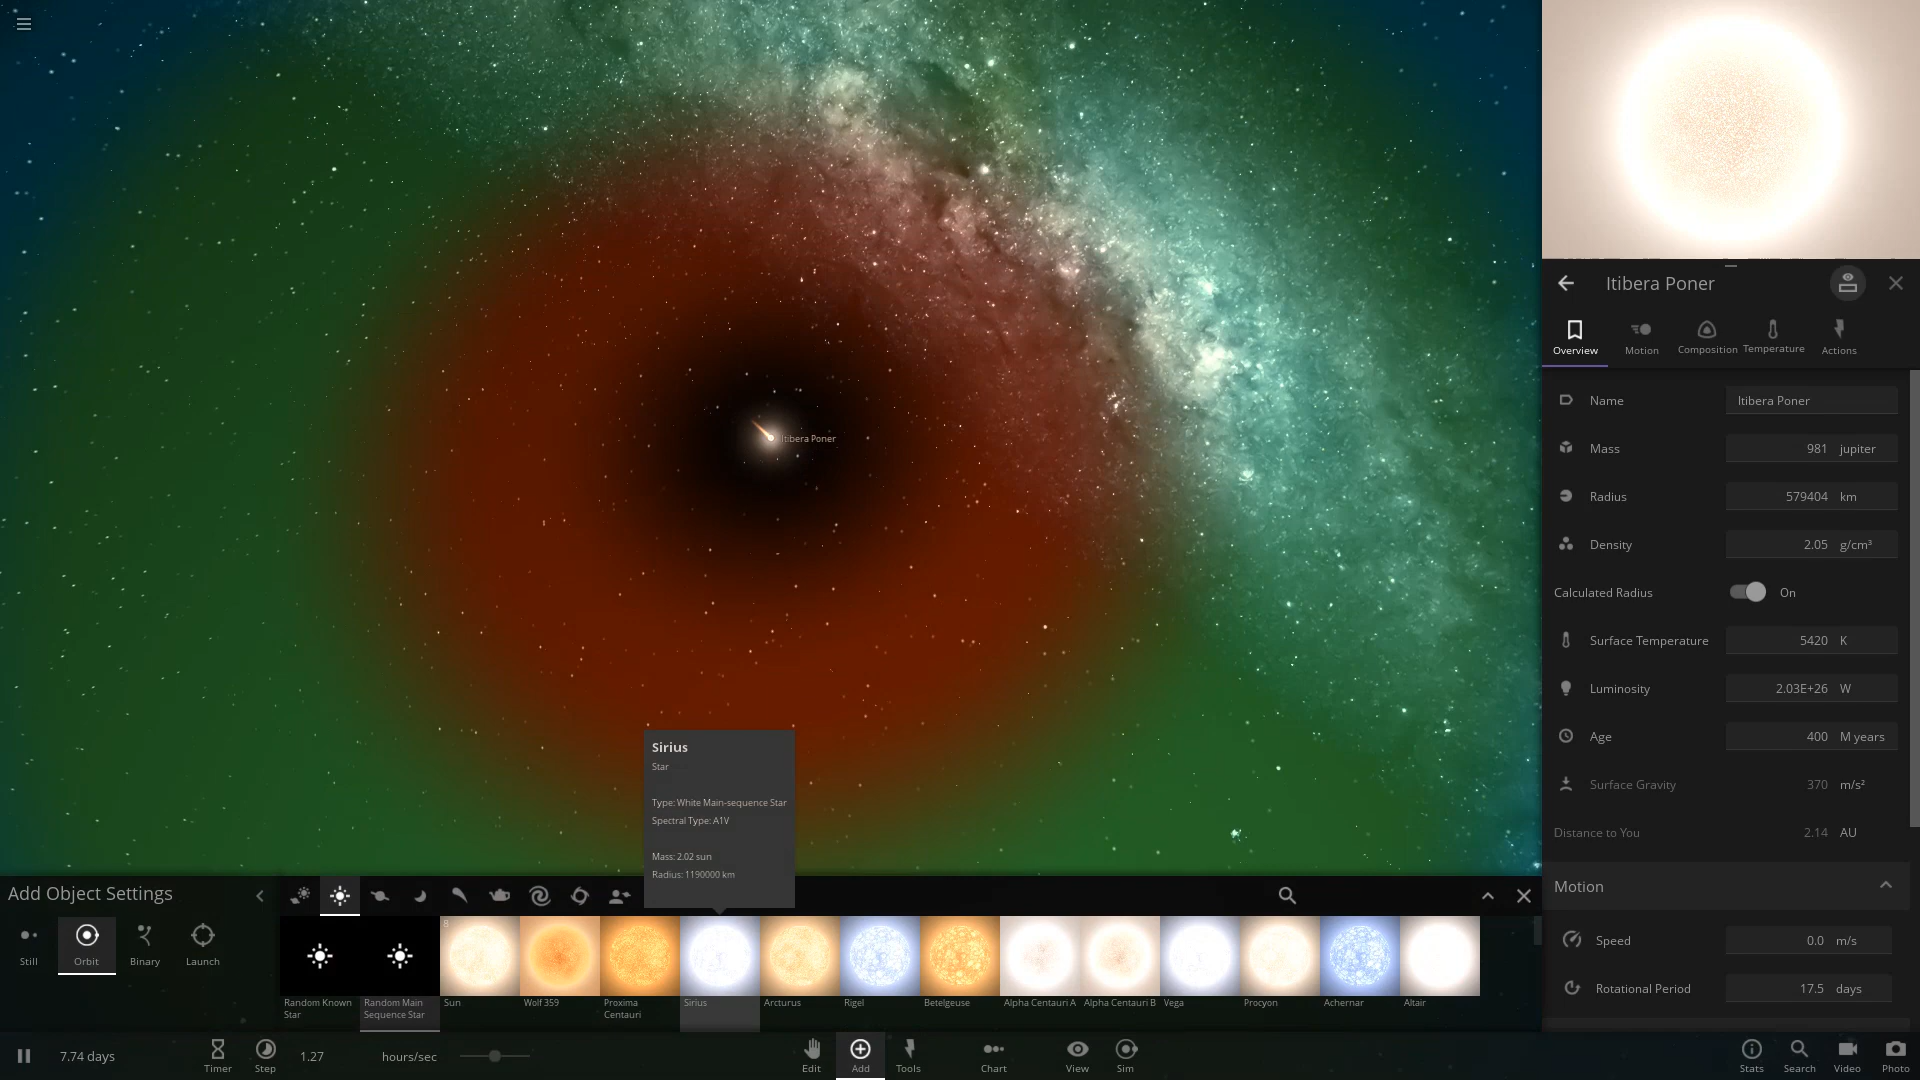 Itibera Poner
Itibera Poner
Overview
Motion
Composition
Temperature
Actions
Name Itibera Poner
Mass 981 jupiter
Radius 579404 km
Density 2.05 g/cm³
Calculated Radius On
Surface Temperature 5420 K
Luminosity 2.03E+26 W
Age 400 M years
Surface Gravity 370 m/s²
Distance to You 2.14 AU
Motion
Speed 0.0 m/s
Rotational Period 17.5 days
Sirius
Star
Type: White Main-sequence Star
Spectral Type: A1V
Mass: 2.02 sun
Radius: 1190000 km
Add Object Settings
Still
Orbit
Binary
Launch
Random Known
Star
Random Main
Sequence Star
Sun
Wolf 359
Proxima
Centauri
Sirius
Arcturus
Rigel
Betelgeuse
Alpha Centauri A
Alpha Centauri B
Vega
Procyon
Achernar
Altair
7.74 days
Timer
Step
1.27 hours/sec
Edit
Add
Tools
Chart
View
Sim
Stats
Search
Video
Photo